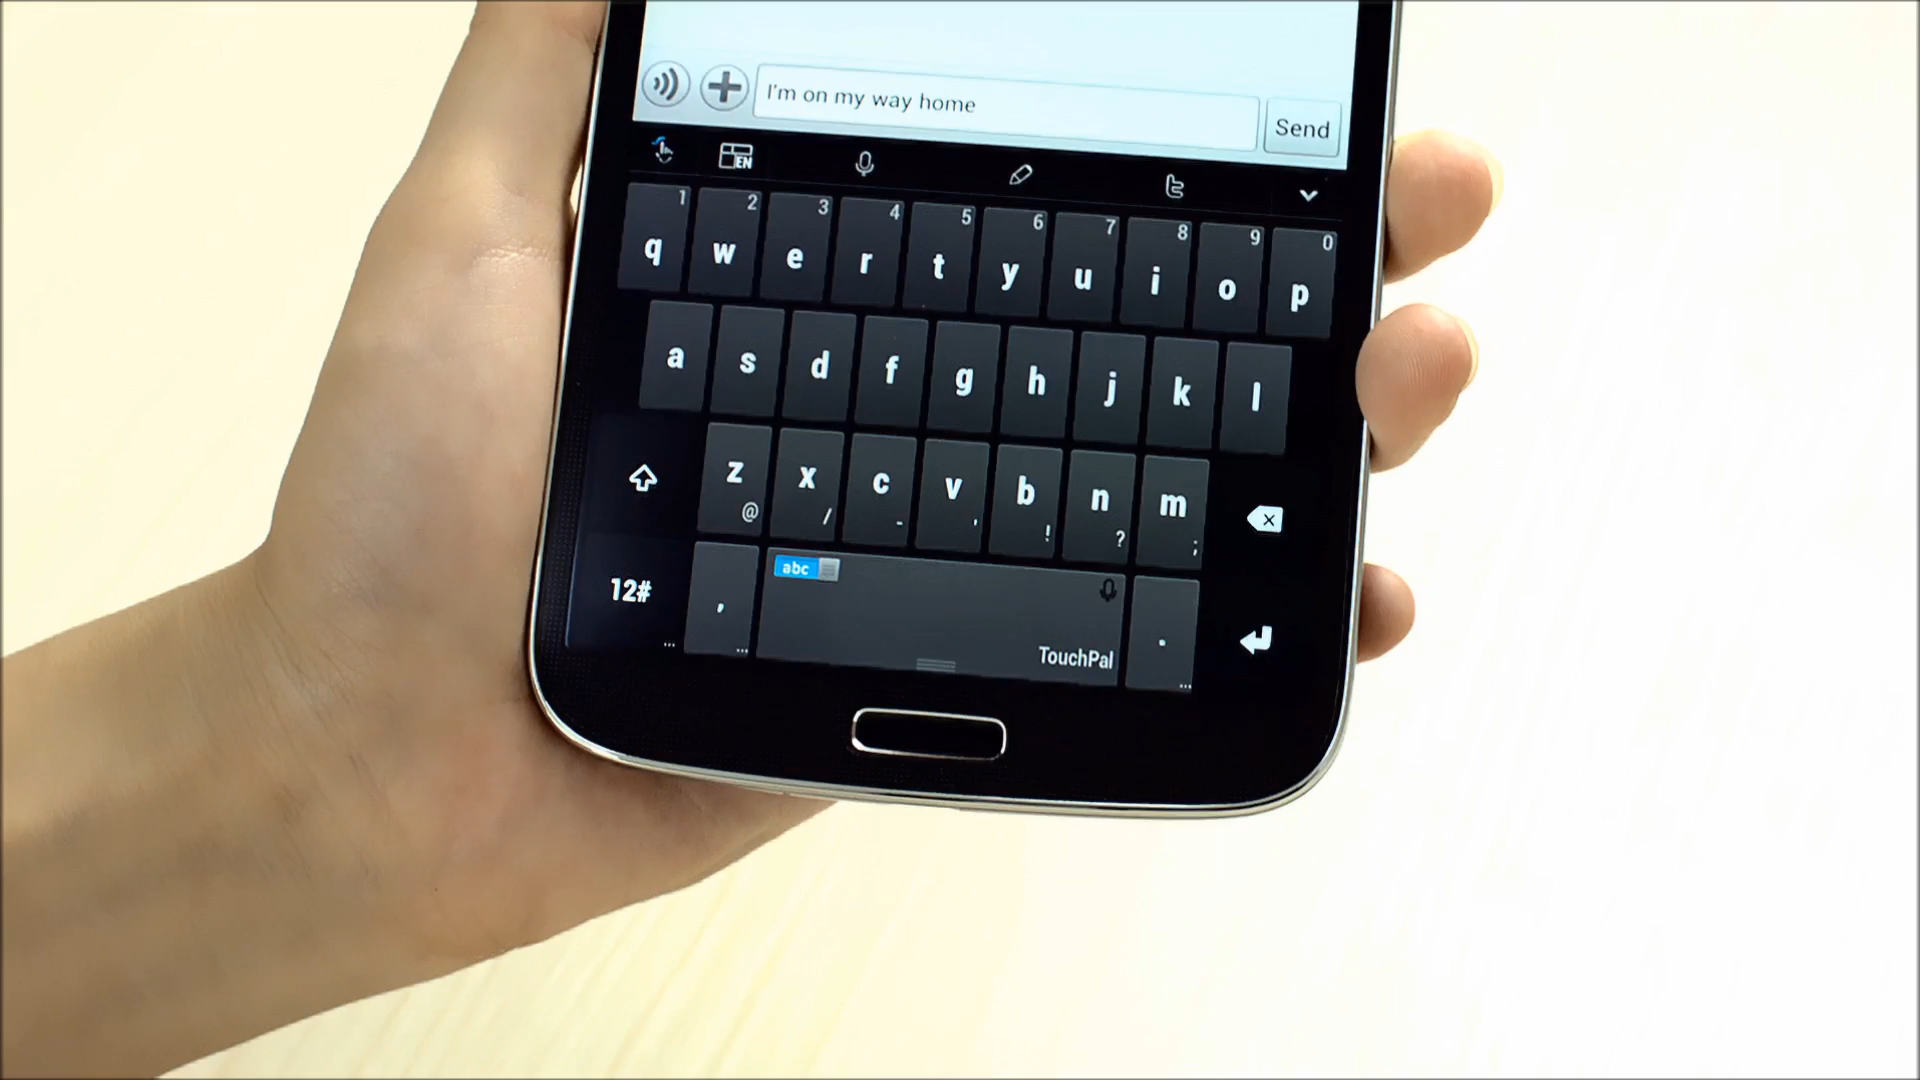 I'm on my way home
Send
EN
1 2 3 4 5 6 7 8 9 0
q w e r t y u i o p
a s d f g h j k l
z x c v b n m
@ / - ' ! ? ;
abc
12# , .
TouchPal
... ... ...